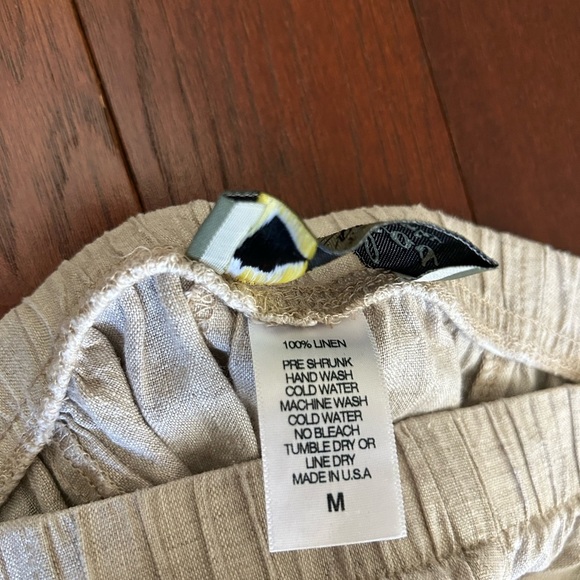 100% LINEN
PRE SHRUNK
HAND WASH
COLD WATER
MACHINE WASH
COLD WATER
NO BLEACH
TUMBLE DRY OR
LINE DRY
MADE IN U.S.A
M